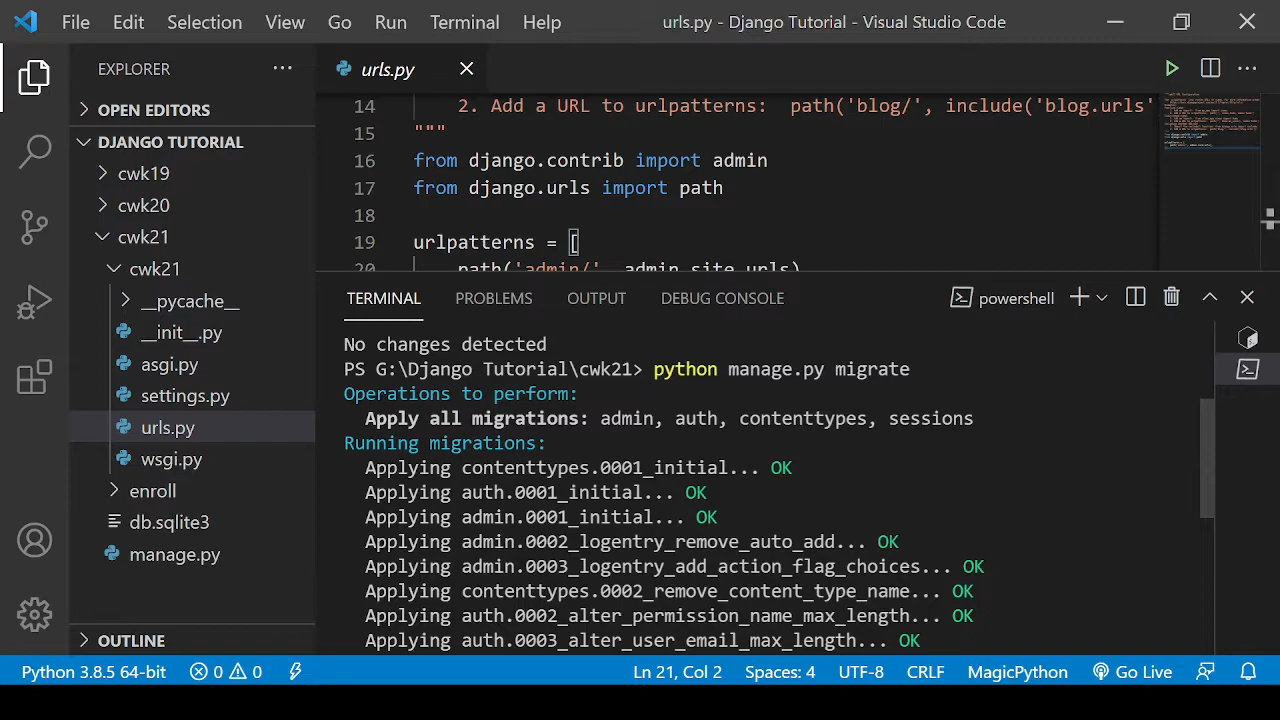 File Edit Selection View Go Run Terminal Help urls.py - Django Tutorial - Visual Studio Code
EXPLORER
OPEN EDITORS
DJANGO TUTORIAL
cwk19
cwk20
cwk21
cwk21
__pycache__
__init__.py
asgi.py
settings.py
urls.py
wsgi.py
enroll
db.sqlite3
manage.py
OUTLINE
urls.py
14 2. Add a URL to urlpatterns:  path('blog/', include('blog.urls'
15 """
16 from django.contrib import admin
17 from django.urls import path
18
19 urlpatterns = [
20 path('admin/', admin.site.urls)
TERMINAL PROBLEMS OUTPUT DEBUG CONSOLE powershell
No changes detected
PS G:\Django Tutorial\cwk21> python manage.py migrate
Operations to perform:
Apply all migrations: admin, auth, contenttypes, sessions
Running migrations:
Applying contenttypes.0001_initial... OK
Applying auth.0001_initial... OK
Applying admin.0001_initial... OK
Applying admin.0002_logentry_remove_auto_add... OK
Applying admin.0003_logentry_add_action_flag_choices... OK
Applying contenttypes.0002_remove_content_type_name... OK
Applying auth.0002_alter_permission_name_max_length... OK
Applying auth.0003_alter_user_email_max_length... OK
Python 3.8.5 64-bit 0 0 Ln 21, Col 2 Spaces: 4 UTF-8 CRLF MagicPython Go Live